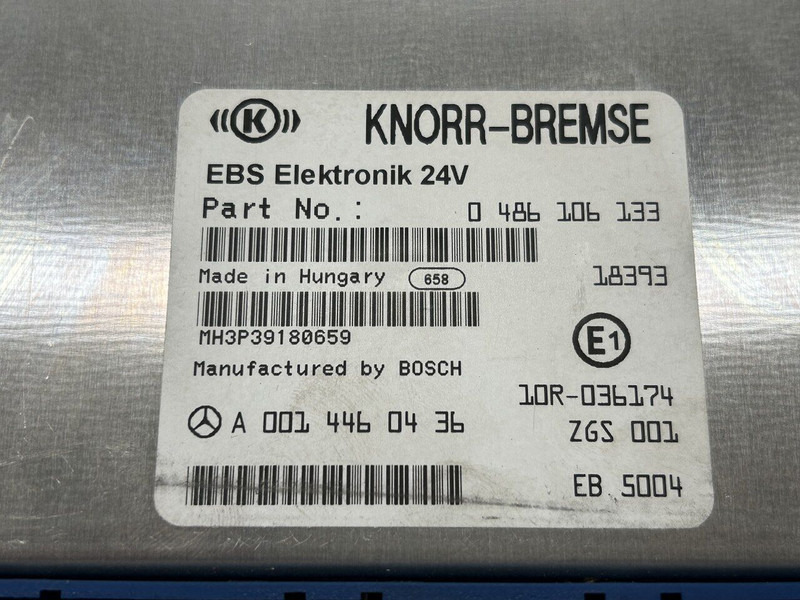 K KNORR-BREMSE
EBS Elektronik 24V
Part No.: 0 486 106 133
Made in Hungary 658 18393
MH3P39180659
E1
Manufactured by BOSCH
10R-036174
A 001 446 04 36 ZGS 001
EB 5004